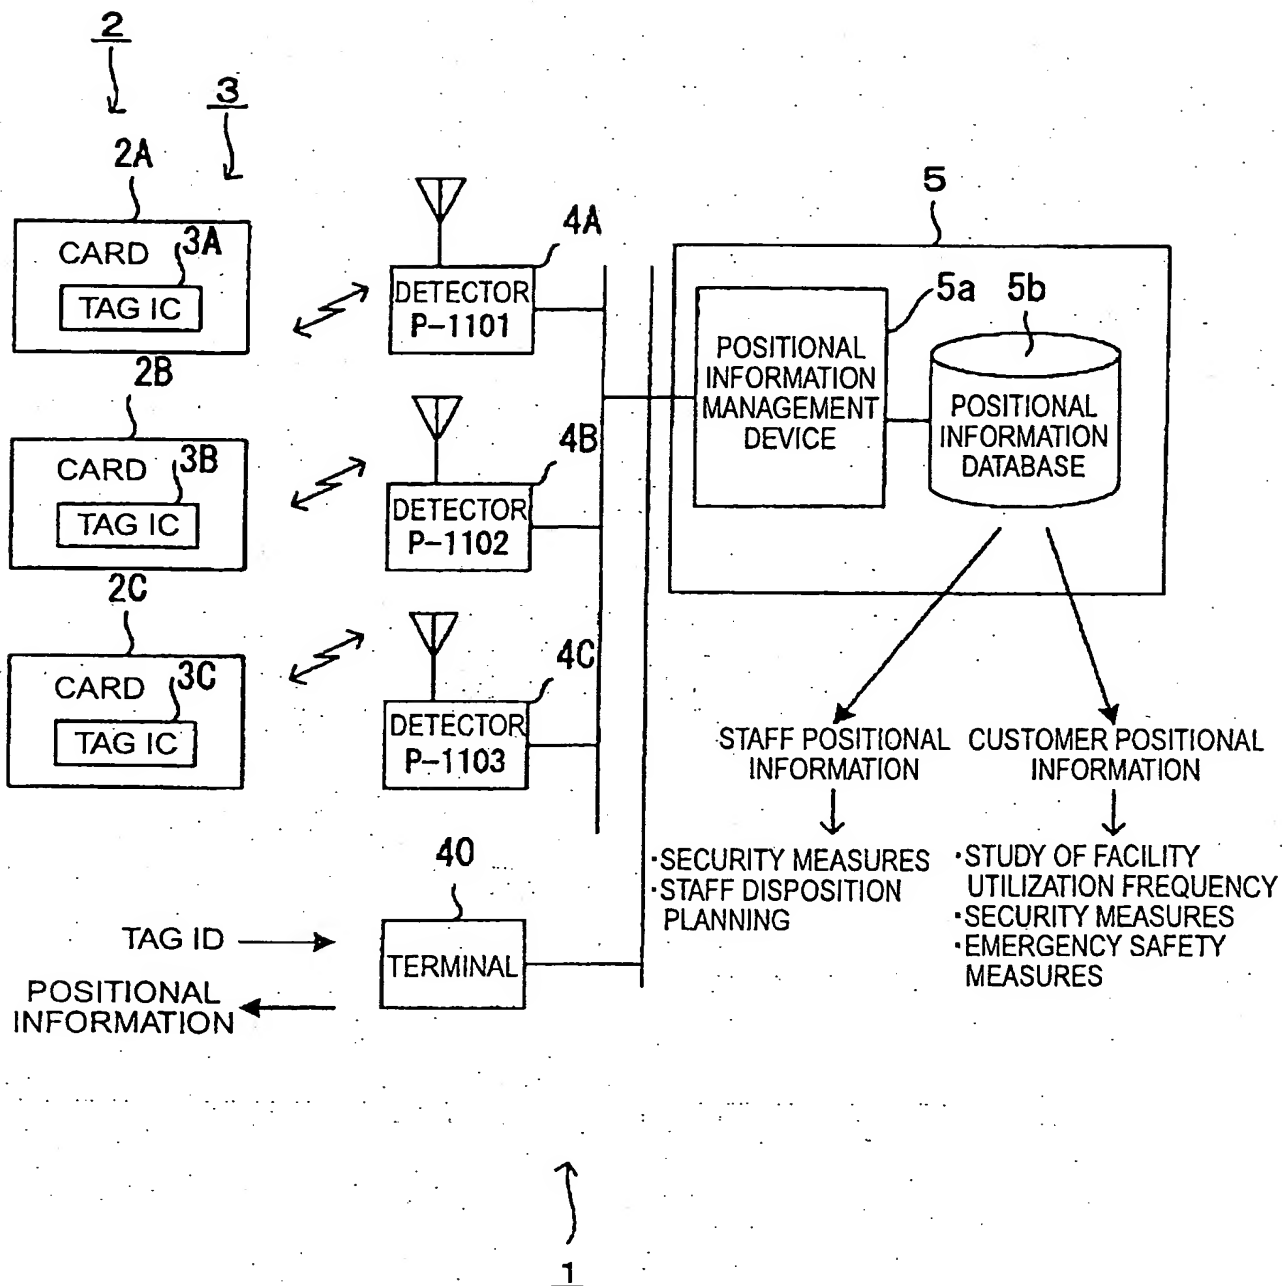 2
3
2A
CARD
3A
TAG IC
2B
CARD
3B
TAG IC
2C
CARD
3C
TAG IC
4A
DETECTOR
P-1101
4B
DETECTOR
P-1102
4C
DETECTOR
P-1103
5
5a
5b
POSITIONAL
INFORMATION
MANAGEMENT
DEVICE
POSITIONAL
INFORMATION
DATABASE
STAFF POSITIONAL
INFORMATION
CUSTOMER POSITIONAL
INFORMATION
·SECURITY MEASURES
·STAFF DISPOSITION
PLANNING
·STUDY OF FACILITY
UTILIZATION FREQUENCY
·SECURITY MEASURES
·EMERGENCY SAFETY
MEASURES
40
TERMINAL
TAG ID
POSITIONAL
INFORMATION
1